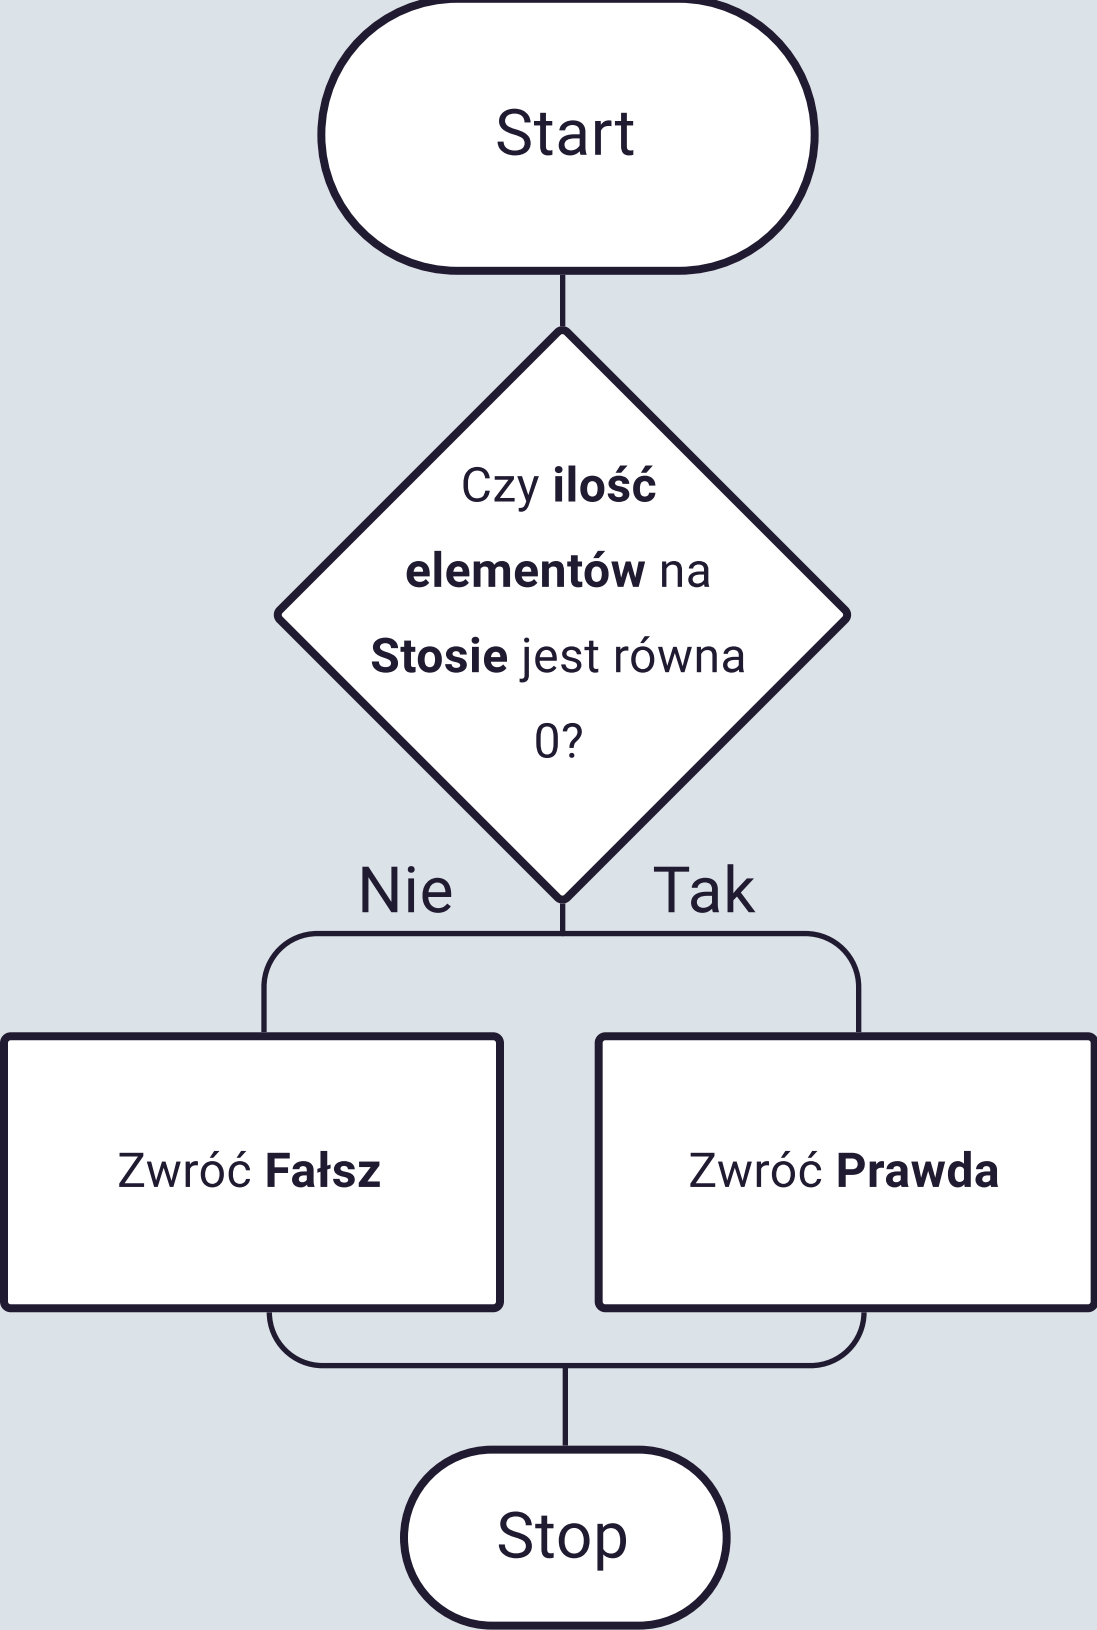 Start
Czy ilość
elementów na
Stosie jest równa
0?
Nie
Tak
Zwróć Fałsz
Zwróć Prawda
Stop